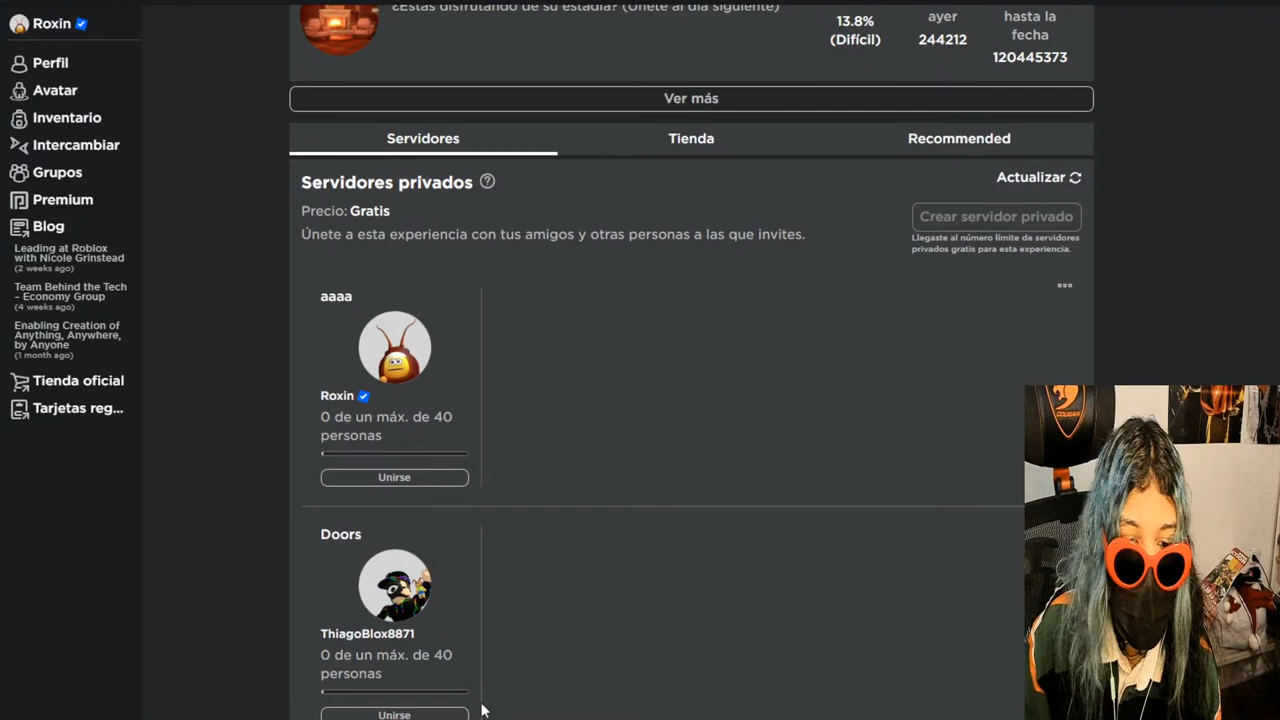 ¿Estás disfrutando de su estadía? (Únete al día siguiente)
13.8%
(Difícil)
ayer
244212
hasta la
fecha
120445373
Roxin
Perfil
Avatar
Inventario
Intercambiar
Grupos
Premium
Blog
Leading at Roblox
with Nicole Grinstead
(2 weeks ago)
Team Behind the Tech
– Economy Group
(4 weeks ago)
Enabling Creation of
Anything, Anywhere,
by Anyone
(1 month ago)
Tienda oficial
Tarjetas reg...
Ver más
Servidores
Tienda
Recommended
Servidores privados
Actualizar
Precio: Gratis
Únete a esta experiencia con tus amigos y otras personas a las que invites.
Crear servidor privado
Llegaste al número límite de servidores
privados gratis para esta experiencia.
aaaa
Roxin
0 de un máx. de 40
personas
Unirse
Doors
ThiagoBlox8871
0 de un máx. de 40
personas
Unirse
COUGAR